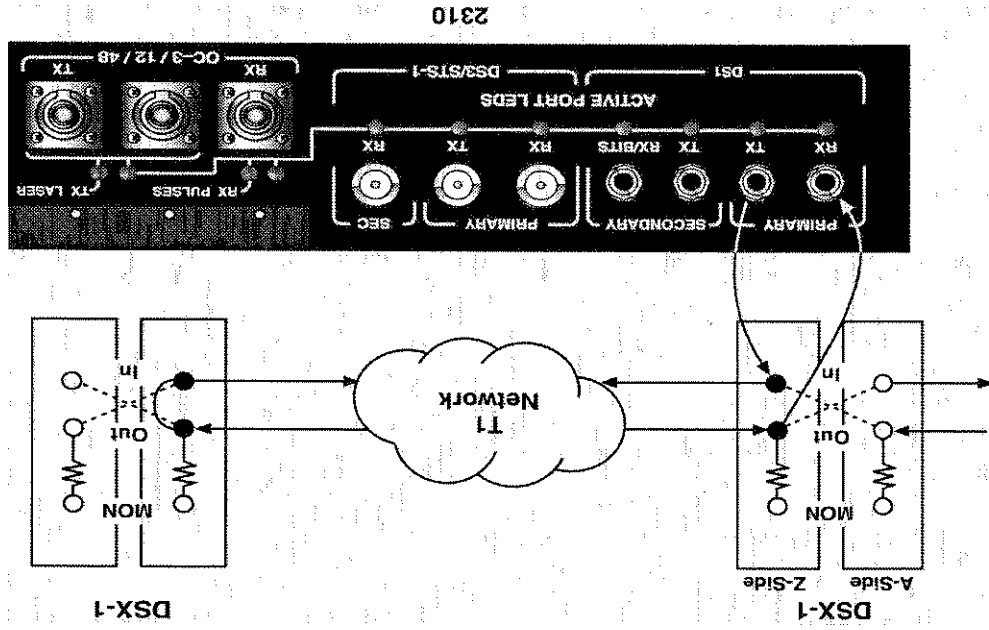 DSX-1
DSX-1
A-Side
Z-Side
MON
MON
Out
Out
In
In
T1
Network
PRIMARY
SECONDARY
PRIMARY
SEC
RX
TX
TX
RX/BITS
RX
TX
RX
RX PULSES
TX LASER
ACTIVE PORT LEDS
DS1
DS3/STS-1
RX
TX
OC-3/12/48
2310